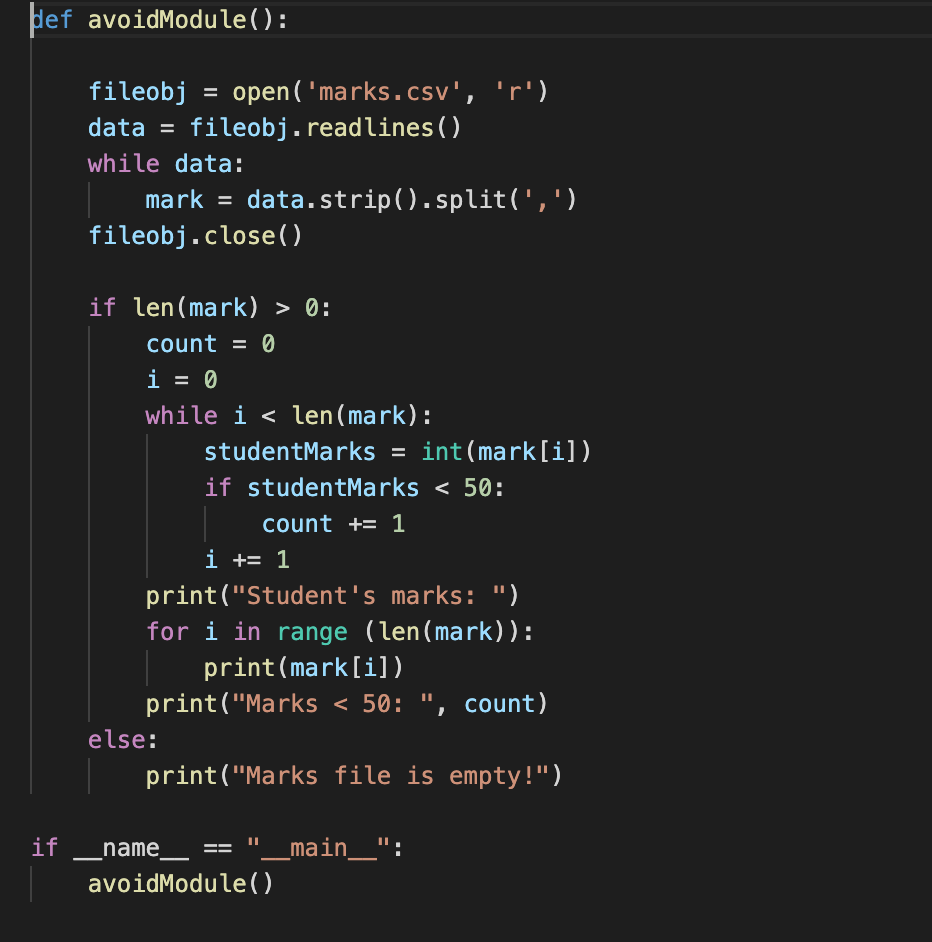 def avoidModule():
    fileobj = open('marks.csv', 'r')
    data = fileobj.readlines()
    while data:
        mark = data.strip().split(',')
    fileobj.close()
    if len(mark) > 0:
        count = 0
        i = 0
        while i < len(mark):
            studentMarks = int(mark[i])
            if studentMarks < 50:
                count += 1
            i += 1
        print("Student's marks: ")
        for i in range (len(mark)):
            print(mark[i])
        print("Marks < 50: ", count)
    else:
        print("Marks file is empty!")
if __name__ == "__main__":
    avoidModule()